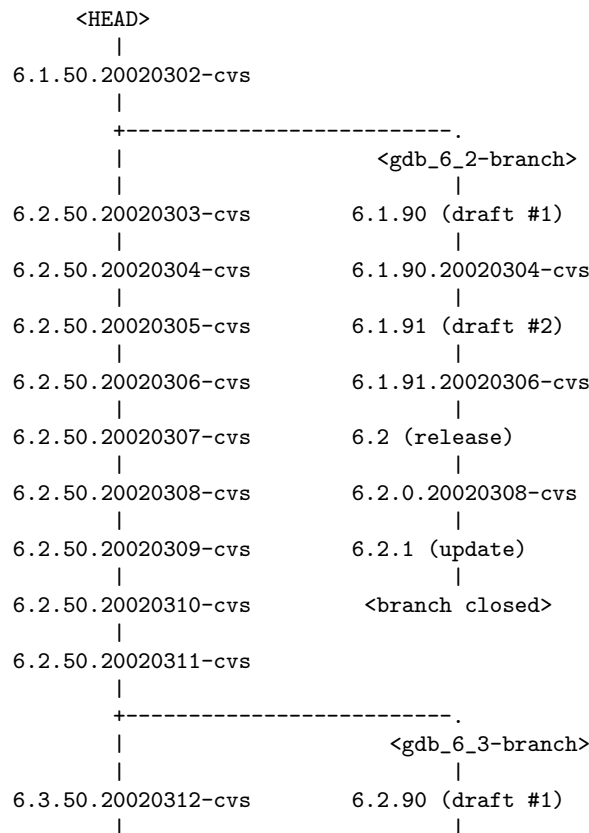 <HEAD>
|
6.1.50.20020302-cvs
|
+--------------------------.
| <gdb_6_2-branch>
| |
6.2.50.20020303-cvs 6.1.90 (draft #1)
| |
6.2.50.20020304-cvs 6.1.90.20020304-cvs
| |
6.2.50.20020305-cvs 6.1.91 (draft #2)
| |
6.2.50.20020306-cvs 6.1.91.20020306-cvs
| |
6.2.50.20020307-cvs 6.2 (release)
| |
6.2.50.20020308-cvs 6.2.0.20020308-cvs
| |
6.2.50.20020309-cvs 6.2.1 (update)
| |
6.2.50.20020310-cvs <branch closed>
|
6.2.50.20020311-cvs
|
+--------------------------.
| <gdb_6_3-branch>
| |
6.3.50.20020312-cvs 6.2.90 (draft #1)
| |